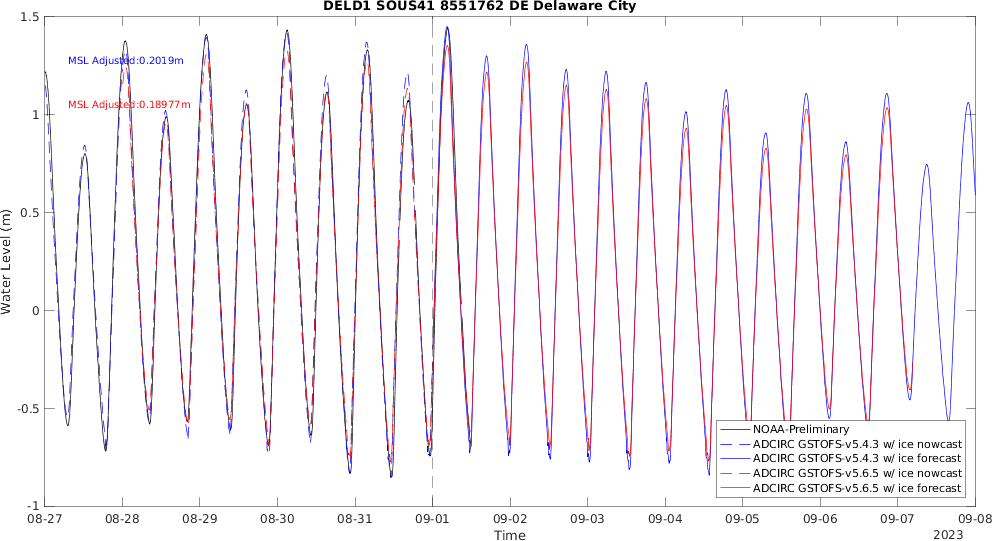 DELD1 SOUS41 8551762 DE Delaware City
1.5
1
0.5
0
-0.5
-1
Water Level (m)
MSL Adjusted:0.2019m
MSL Adjusted:0.18977m
NOAA-Preliminary
ADCIRC GSTOFS-v5.4.3 w/ ice nowcast
ADCIRC GSTOFS-v5.4.3 w/ ice forecast
ADCIRC GSTOFS-v5.6.5 w/ ice nowcast
ADCIRC GSTOFS-v5.6.5 w/ ice forecast
08-27 08-28 08-29 08-30 08-31 09-01 09-02 09-03 09-04 09-05 09-06 09-07 09-08
Time
2023